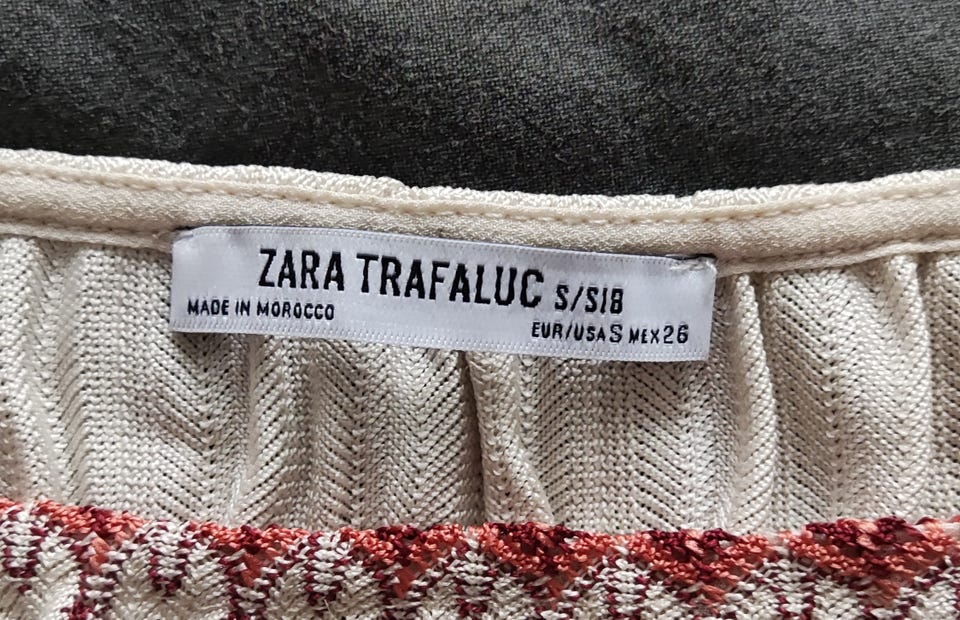 ZARA TRAFALUC S/S18
MADE IN MOROCCO
EUR/USA S MEX 26